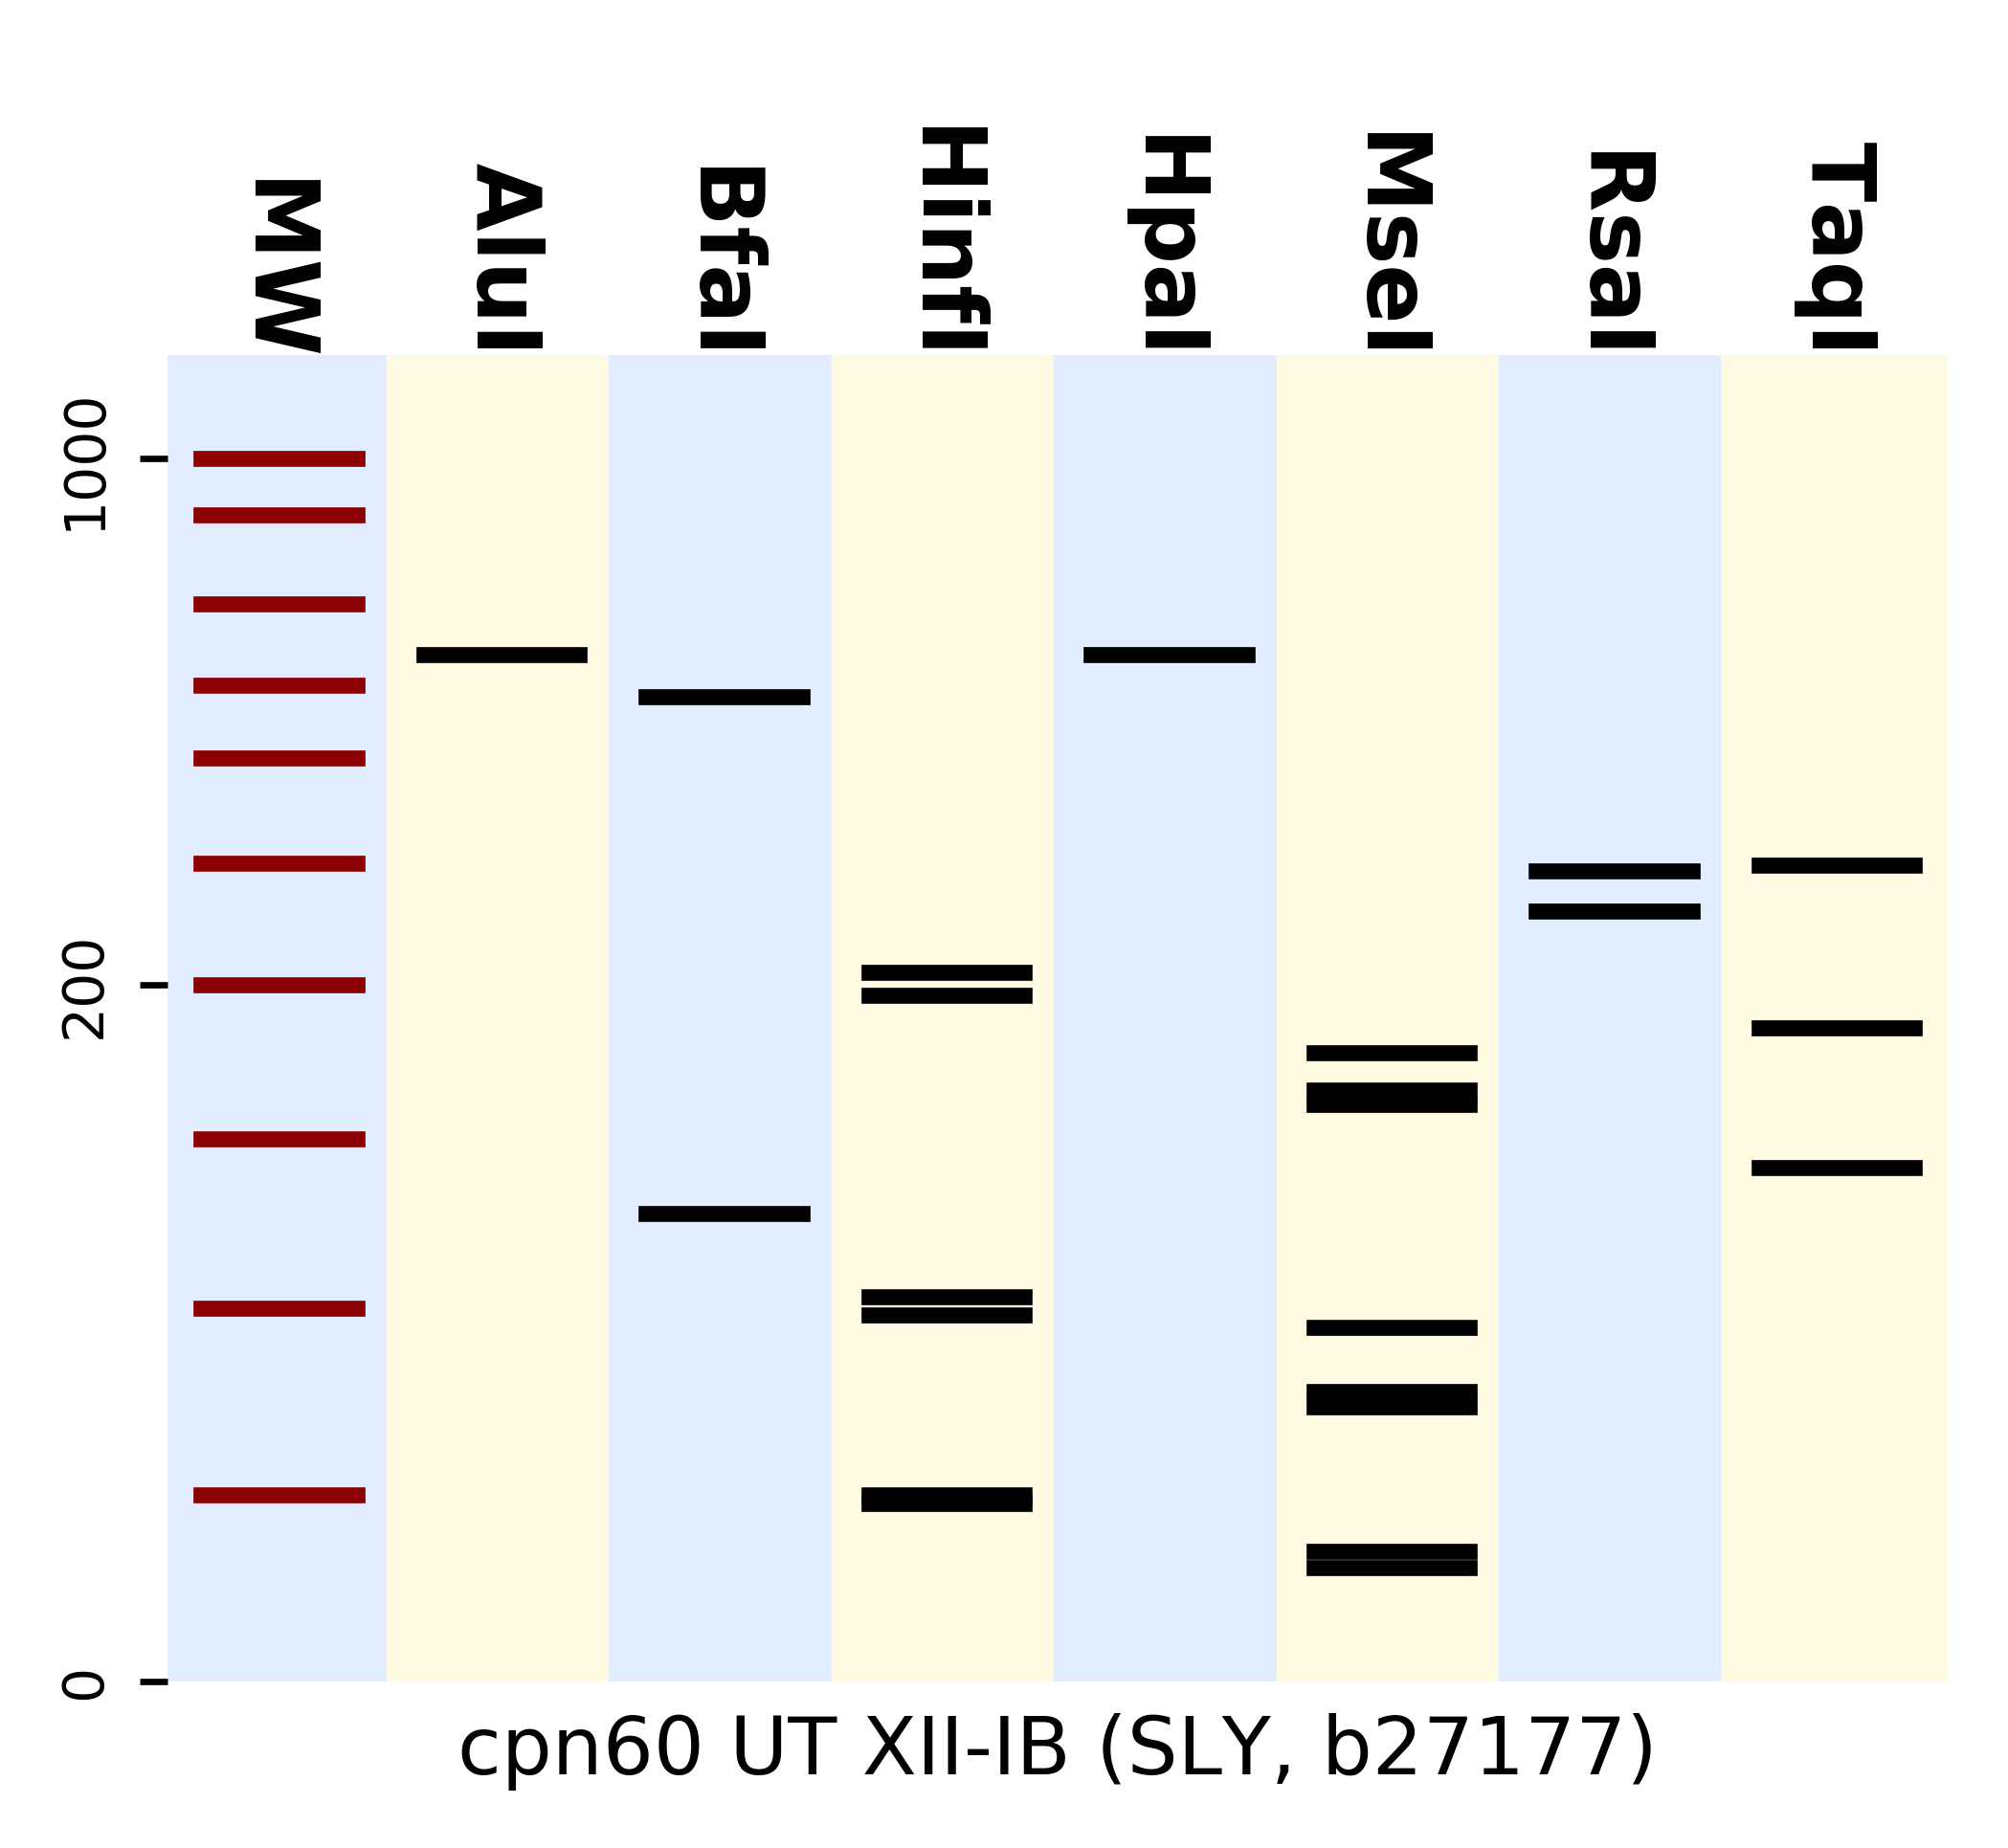 MW
AluI
BfaI
HinfI
HpaI
MseI
RsaI
TaqI
1000
200
0
cpn60 UT XII-IB (SLY, b27177)